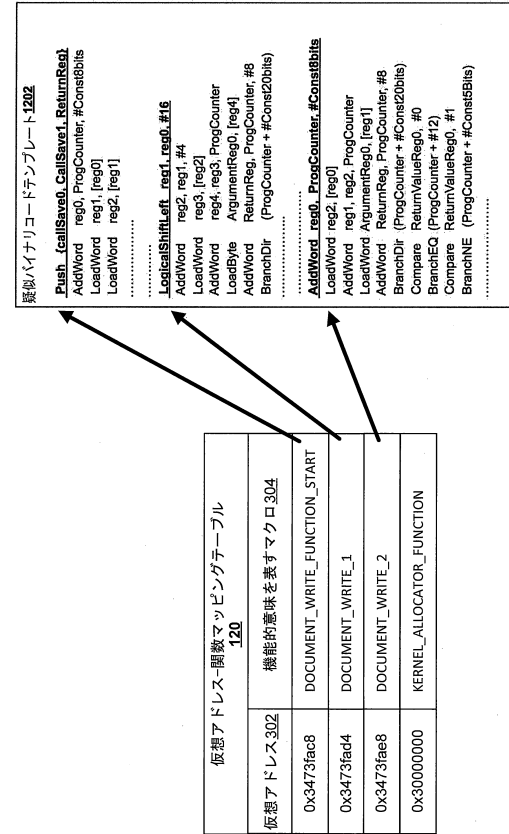 仮想アドレス-関数マッピングテーブル
120
仮想アドレス302 機能的意味を表すマクロ304
0x3473fac8 DOCUMENT_WRITE_FUNCTION_START
0x3473fad4 DOCUMENT_WRITE_1
0x3473fae8 DOCUMENT_WRITE_2
0x30000000 KERNEL_ALLOCATOR_FUNCTION
疑似バイナリコードテンプレート1202
Push {callSave0, CallSave1, ReturnReg}
AddWord reg0, ProgCounter, #Const8bits
LoadWord reg1, [reg0]
LoadWord reg2, [reg1]
……………
……………
LogicalShiftLeft reg1, reg0, #16
AddWord reg2, reg1, #4
LoadWord reg3, [reg2]
AddWord reg4, reg3, ProgCounter
LoadByte ArgumentReg0, [reg4]
AddWord ReturnReg, ProgCounter, #8
BranchDir (ProgCounter + #Const20bits)
……………
……………
AddWord reg0, ProgCounter, #Const8bits
LoadWord reg2, [reg0]
AddWord reg1, reg2, ProgCounter
LoadWord ArgumentReg0, [reg1]
AddWord ReturnReg, ProgCounter, #8
BranchDir (ProgCounter + #Const20bits)
Compare ReturnValueReg0, #0
BranchEQ (ProgCounter + #12)
Compare ReturnValueReg0, #1
BranchNE (ProgCounter + #Const5Bits)
……………